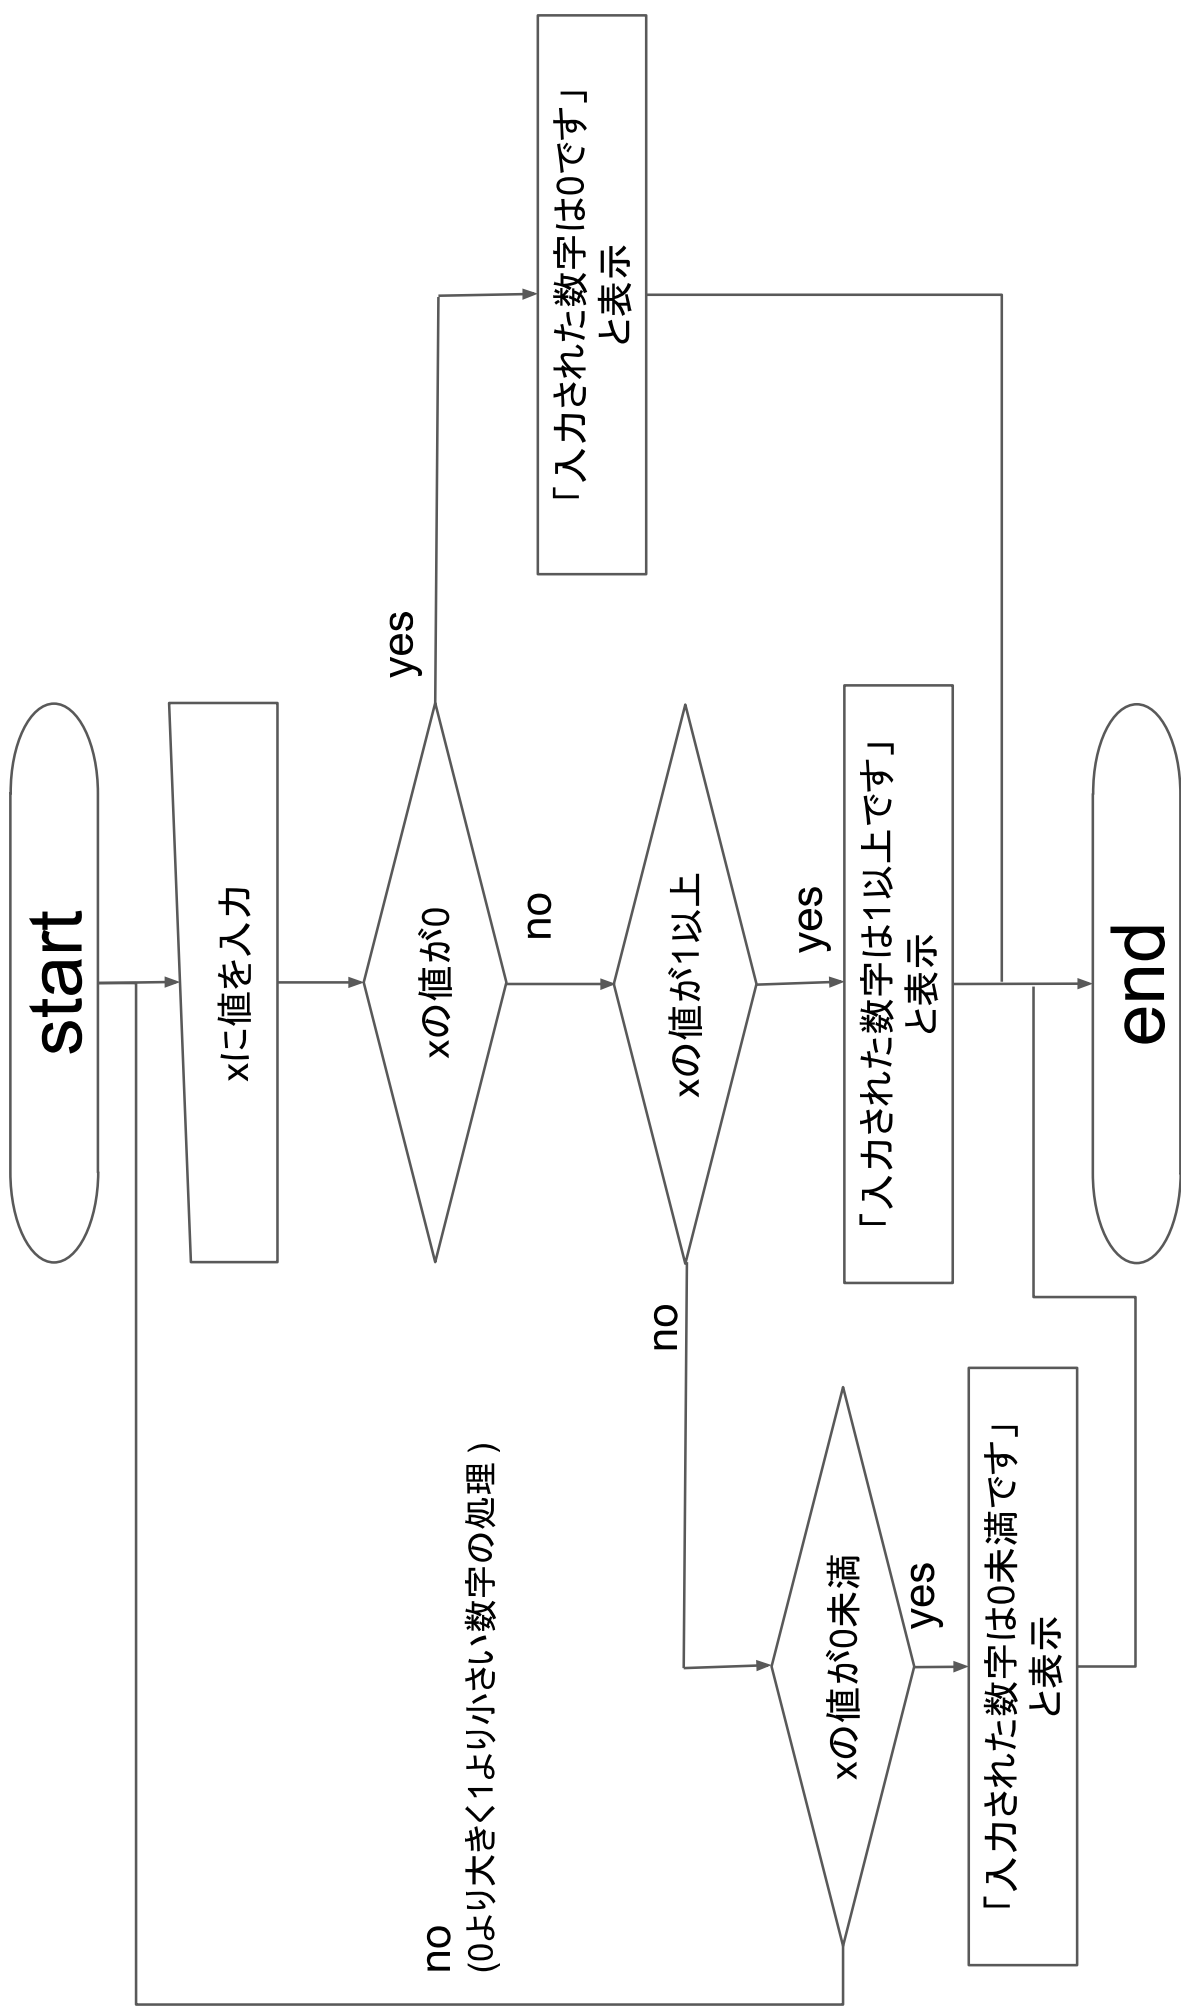 start
xに値を入力
xの値が0
yes
「入力された数字は0です」
と表示
no
xの値が1以上
yes
「入力された数字は1以上です」
と表示
no
xの値が0未満
yes
「入力された数字は0未満です」
と表示
no
(0より大きく1より小さい数字の処理)
end